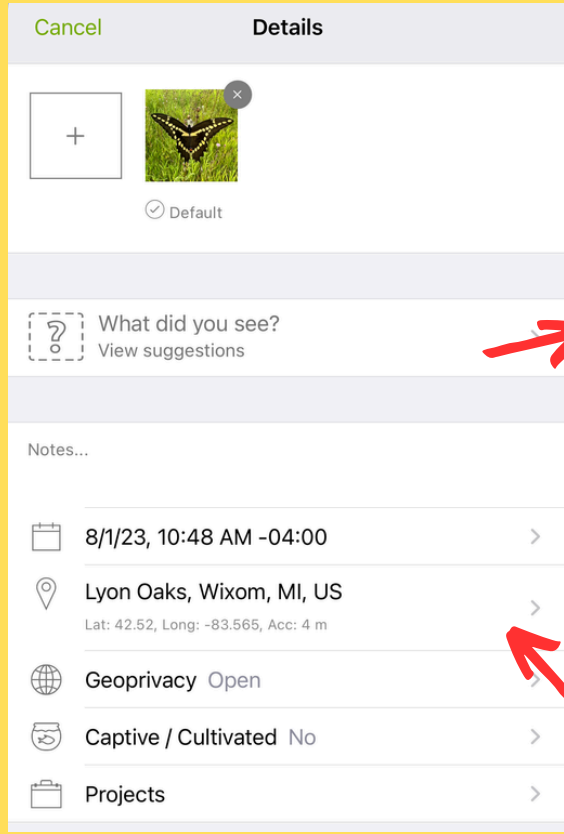 Cancel Details
Default
What did you see?
View suggestions
Notes...
8/1/23, 10:48 AM -04:00
Lyon Oaks, Wixom, MI, US
Lat: 42.52, Long: -83.565, Acc: 4 m
Geoprivacy Open
Captive / Cultivated No
Projects